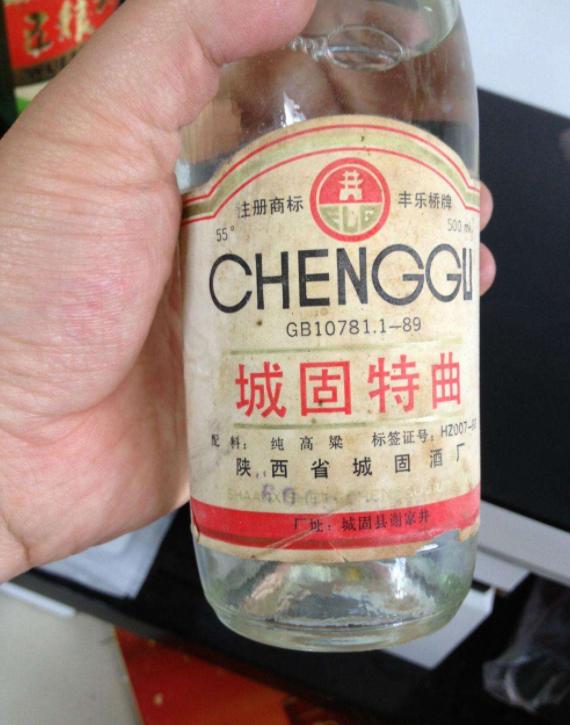 注册商标 丰乐桥牌
55° 500 ml
CHENGGU
GB10781.1—89
城固特曲
配料: 纯高粱 标签证号: HZ007-
陕西省城固酒厂
厂址: 城固县谢家井